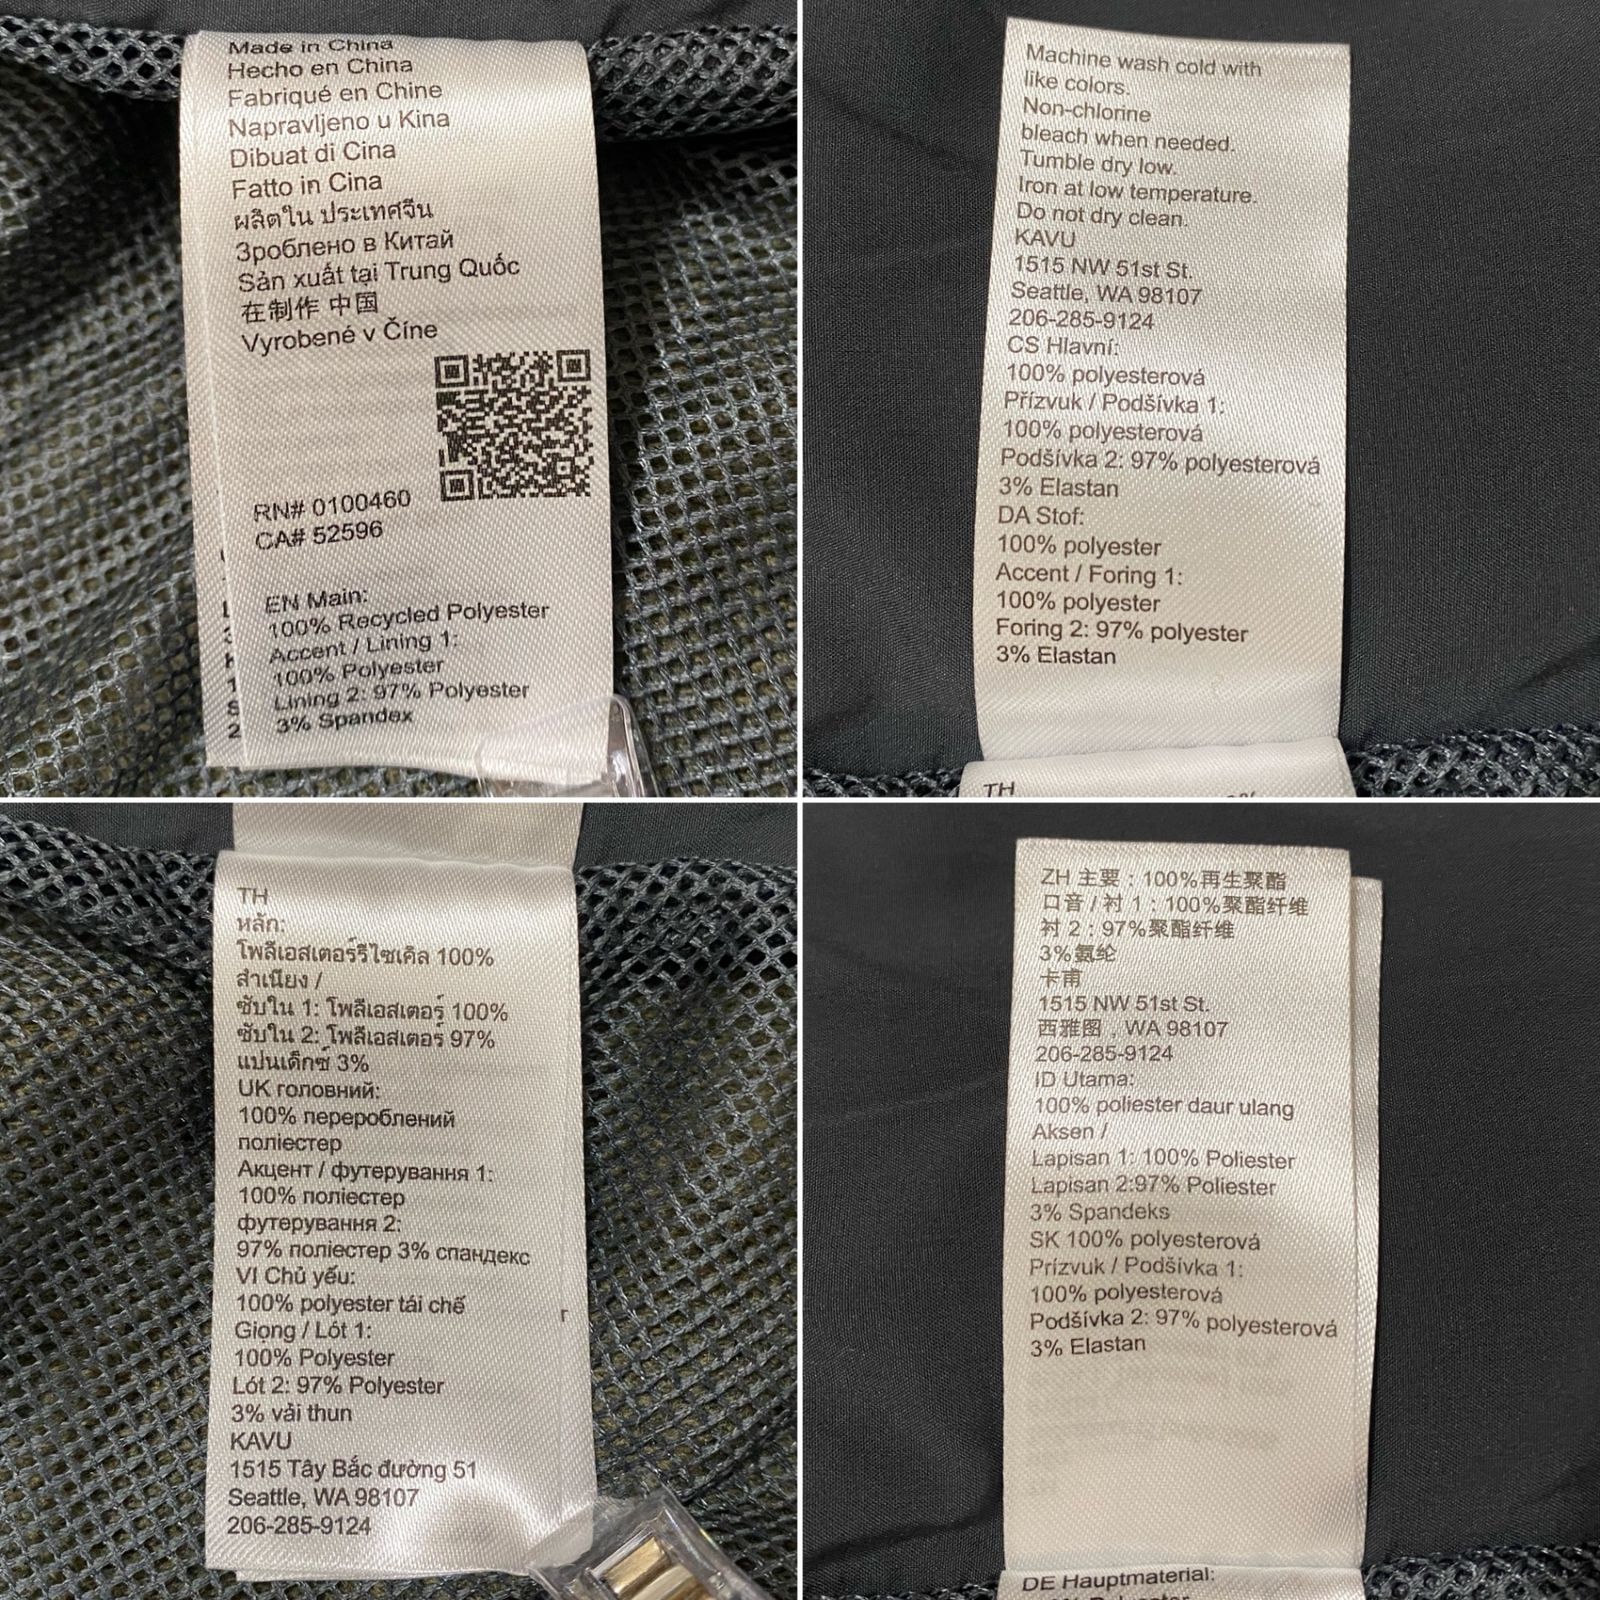 Made in China
Hecho en China
Fabriqué en Chine
Napravljeno u Kina
Dibuat di Cina
Fatto in Cina
ผลิตใน ประเทศจีน
Зроблено в Китай
Sản xuất tại Trung Quốc
在制作 中国
Vyrobené v Číne
RN# 0100460
CA# 52596
EN Main:
100% Recycled Polyester
Accent / Lining 1:
100% Polyester
Lining 2: 97% Polyester
3% Spandex
Machine wash cold with
like colors.
Non-chlorine
bleach when needed.
Tumble dry low.
Iron at low temperature.
Do not dry clean.
KAVU
1515 NW 51st St.
Seattle, WA 98107
206-285-9124
CS Hlavní:
100% polyesterová
Přízvuk / Podšívka 1:
100% polyesterová
Podšívka 2: 97% polyesterová
3% Elastan
DA Stof:
100% polyester
Accent / Foring 1:
100% polyester
Foring 2: 97% polyester
3% Elastan
TH
TH
หลัก:
โพลีเอสเตอร์รีไซเคิล 100%
สำเนียง /
ซับใน 1: โพลีเอสเตอร์ 100%
ซับใน 2: โพลีเอสเตอร์ 97%
แปนเด็กซ์ 3%
UK головний:
100% перероблений
поліестер
Акцент / футерування 1:
100% поліестер
футерування 2:
97% поліестер 3% спандекс
VI Chủ yếu:
100% polyester tái chế
Giọng / Lót 1:
100% Polyester
Lót 2: 97% Polyester
3% vải thun
KAVU
1515 Tây Bắc đường 51
Seattle, WA 98107
206-285-9124
ZH 主要：100%再生聚酯
口音 / 衬 1：100%聚酯纤维
衬 2：97%聚酯纤维
3%氨纶
卡甫
1515 NW 51st St.
西雅图，WA 98107
206-285-9124
ID Utama:
100% poliester daur ulang
Aksen /
Lapisan 1: 100% Poliester
Lapisan 2:97% Poliester
3% Spandeks
SK 100% polyesterová
Prízvuk / Podšívka 1:
100% polyesterová
Podšívka 2: 97% polyesterová
3% Elastan
DE Hauptmaterial: